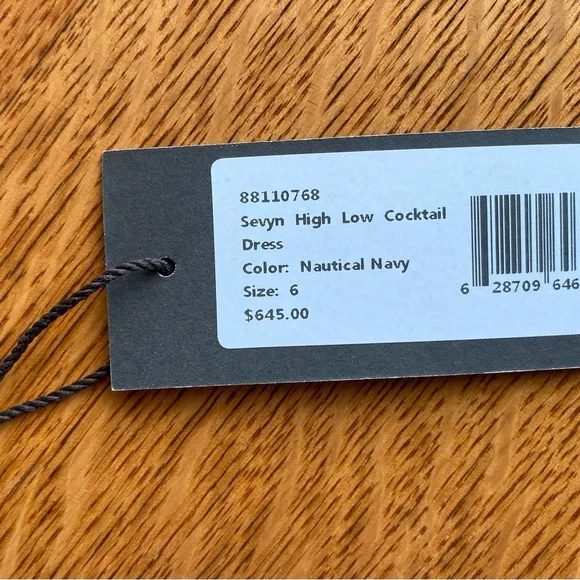 88110768
Sevyn High Low Cocktail
Dress
Color: Nautical Navy
Size: 6
$645.00
6 28709 646